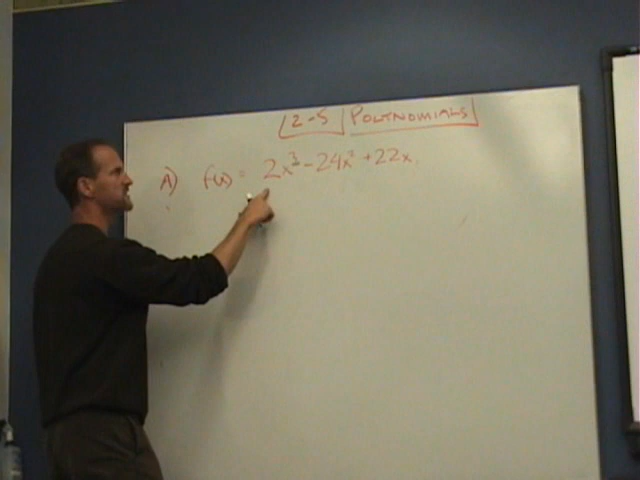 2-5 POLYNOMIALS
A) f(x) = 2x³ - 24x² + 22x.